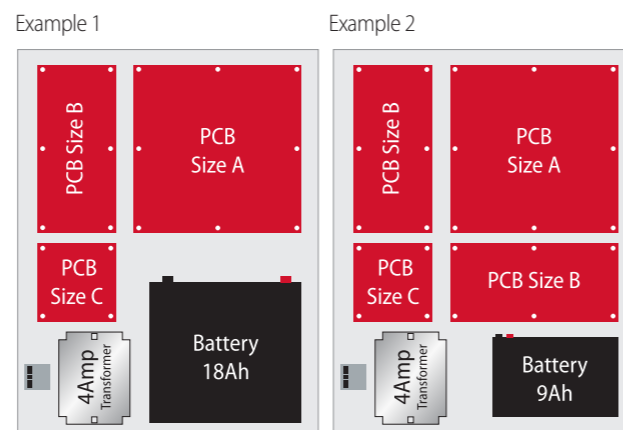 Example 1
PCB Size B
PCB
Size A
PCB
Size C
4Amp
Transformer
Battery
18Ah
Example 2
PCB Size B
PCB
Size A
PCB
Size C
PCB Size B
4Amp
Transformer
Battery
9Ah